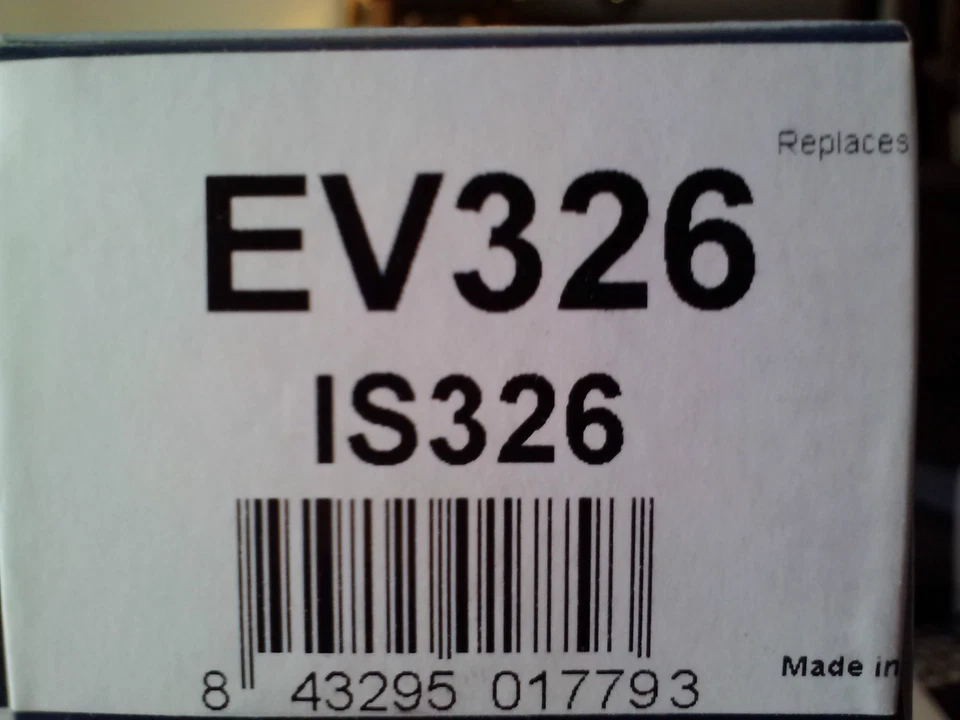 Replaces
EV326
IS326
8 43295 017793
Made in